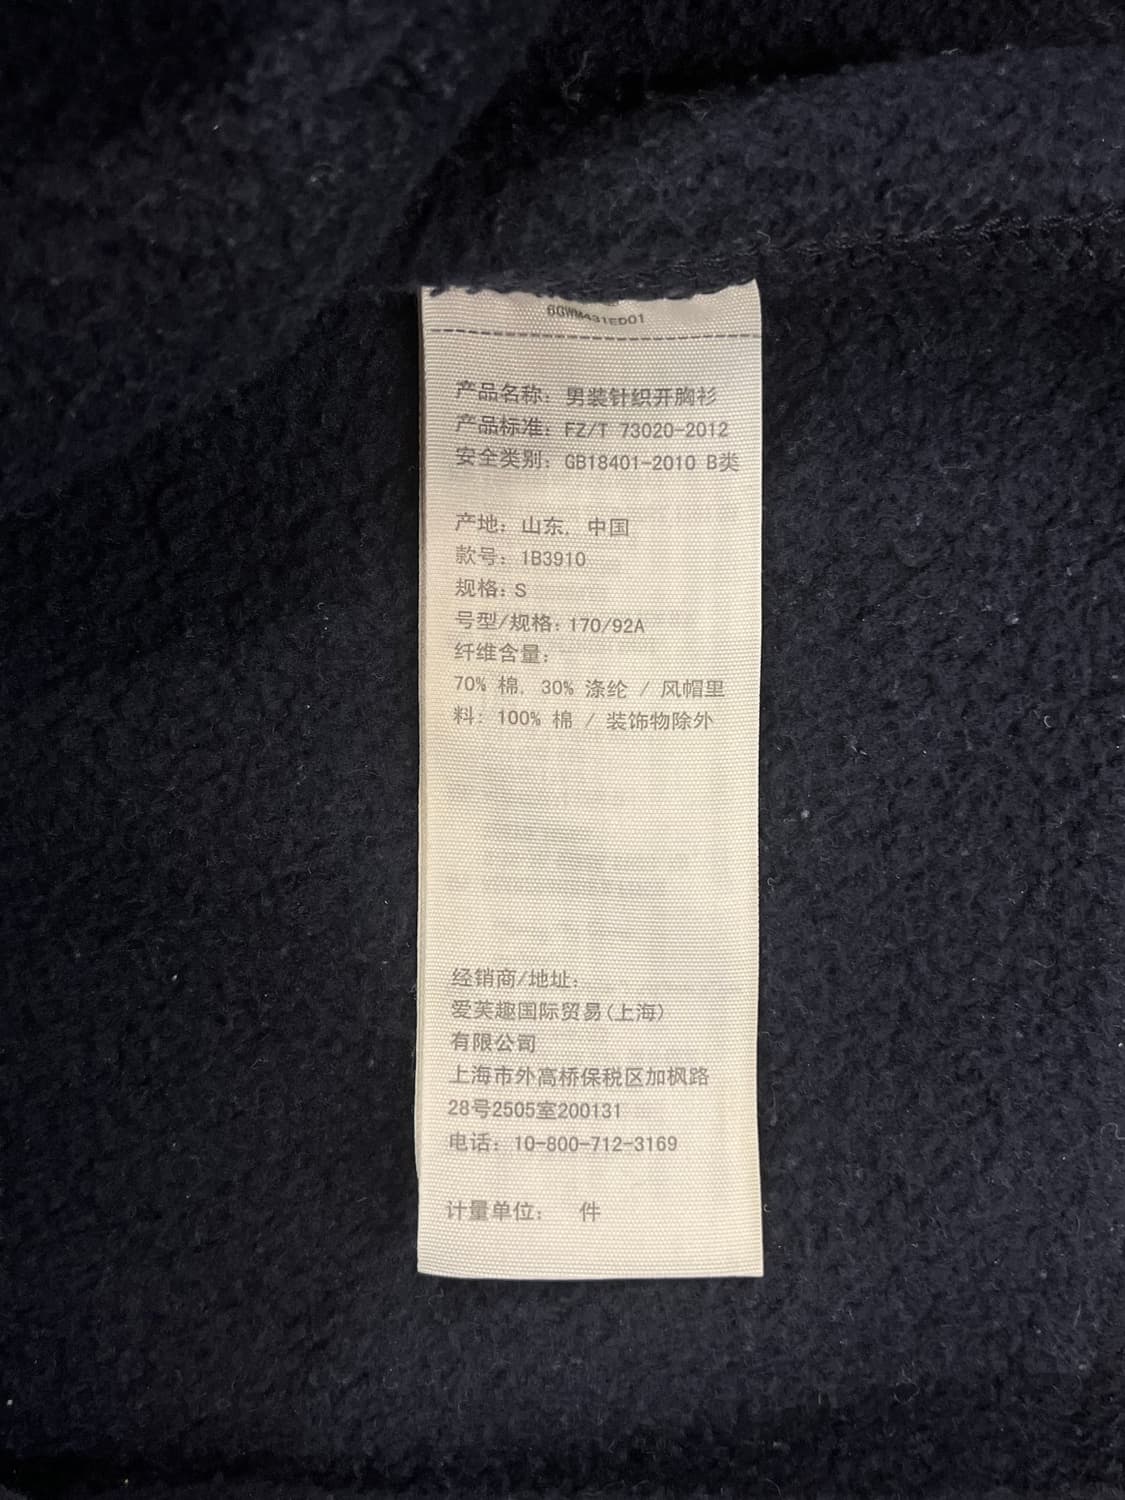 6GWM431ED01
产品名称: 男装针织开胸衫
产品标准: FZ/T 73020-2012
安全类别: GB18401-2010 B类
产地: 山东, 中国
款号: 1B3910
规格: S
号型/规格: 170/92A
纤维含量:
70% 棉, 30% 涤纶 / 风帽里
料: 100% 棉 / 装饰物除外
经销商/地址:
爱芙趣国际贸易(上海)
有限公司
上海市外高桥保税区加枫路
28号2505室200131
电话: 10-800-712-3169
计量单位: 件